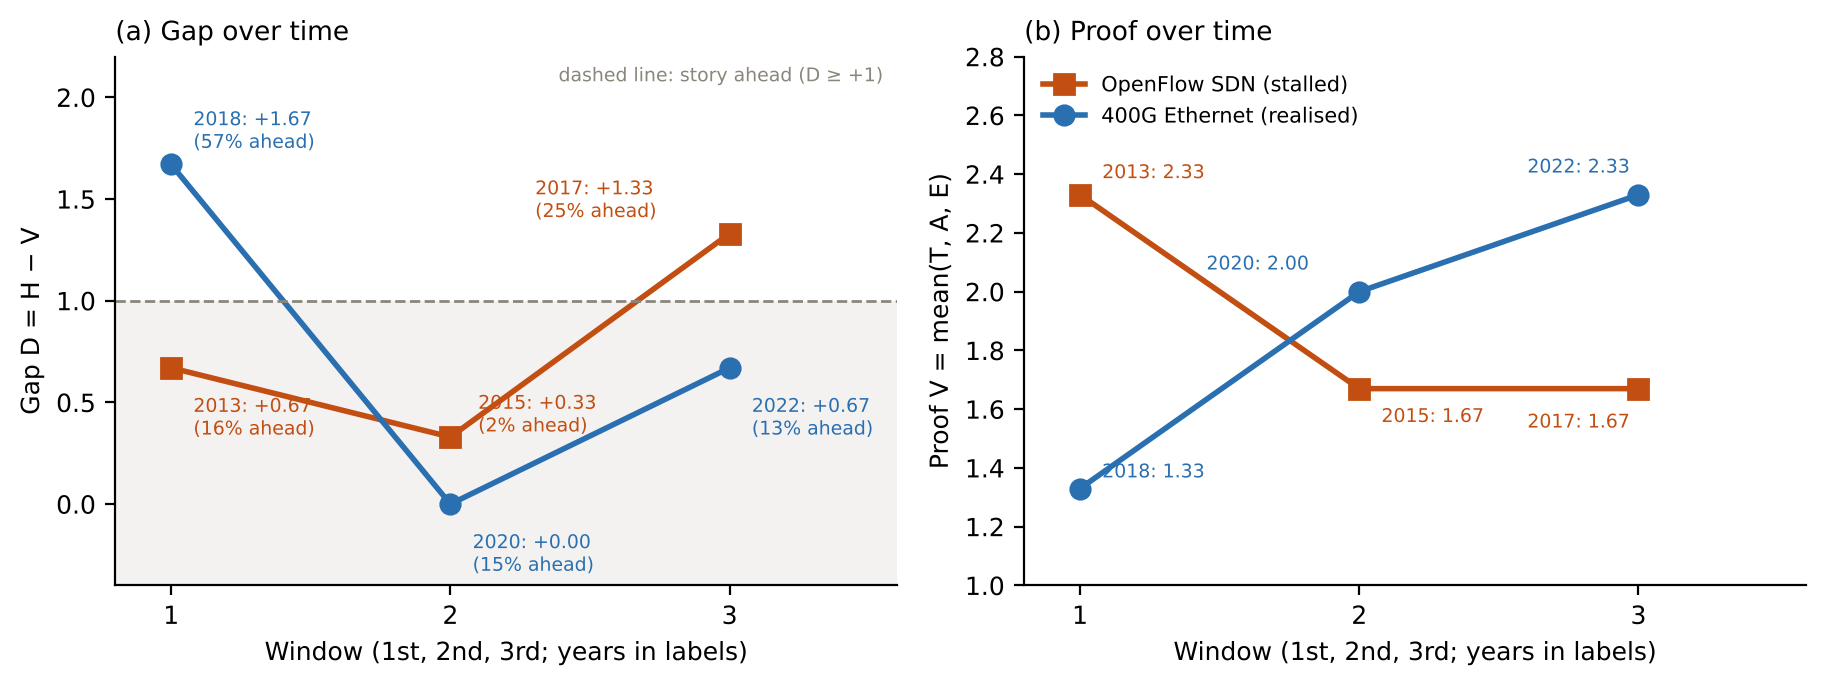 (a) Gap over time
dashed line: story ahead (D ≥ +1)
2018: +1.67
(57% ahead)
2017: +1.33
(25% ahead)
2013: +0.67
(16% ahead)
2015: +0.33
(2% ahead)
2022: +0.67
(13% ahead)
2020: +0.00
(15% ahead)
Gap D = H − V
2.0
1.5
1.0
0.5
0.0
1
2
3
Window (1st, 2nd, 3rd; years in labels)
(b) Proof over time
OpenFlow SDN (stalled)
400G Ethernet (realised)
2013: 2.33
2022: 2.33
2020: 2.00
2015: 1.67
2017: 1.67
2018: 1.33
Proof V = mean(T, A, E)
2.8
2.6
2.4
2.2
2.0
1.8
1.6
1.4
1.2
1.0
1
2
3
Window (1st, 2nd, 3rd; years in labels)